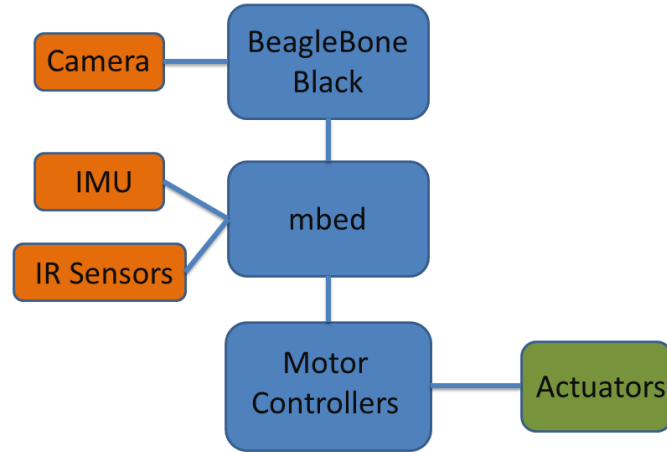 Camera
BeagleBone
Black
IMU
mbed
IR Sensors
Motor
Controllers
Actuators